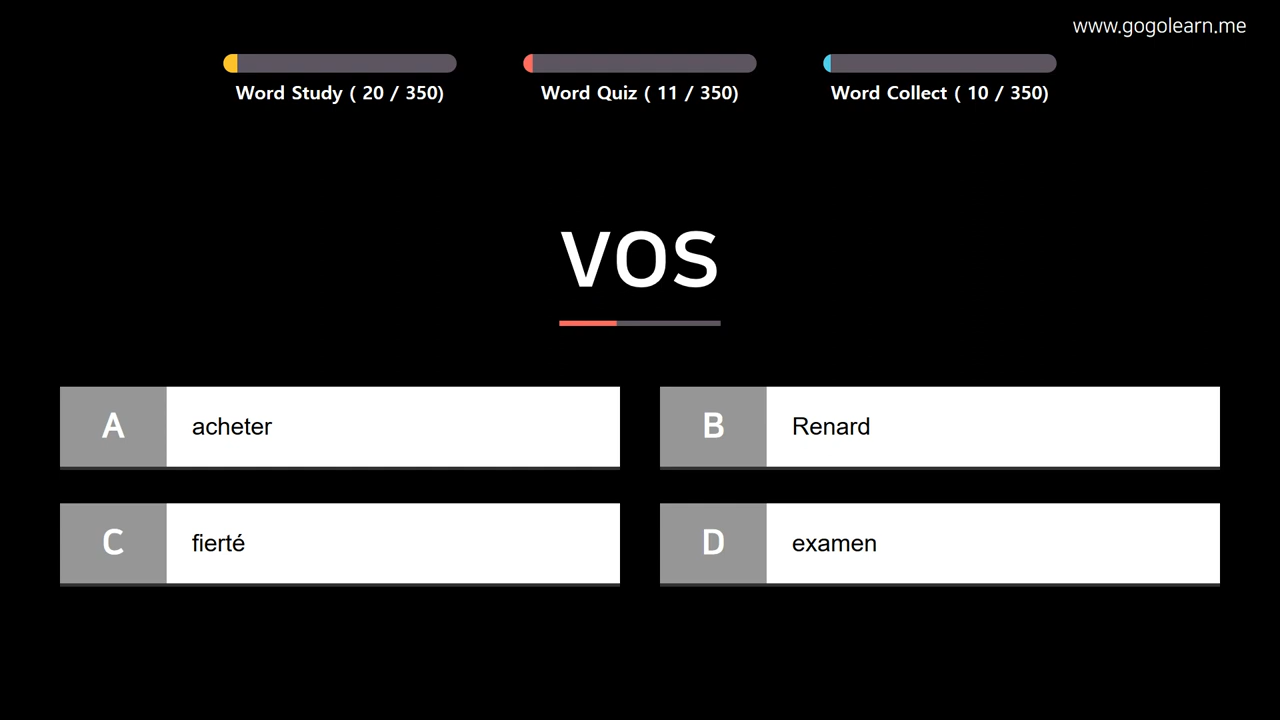 www.gogolearn.me
Word Study ( 20 / 350)
Word Quiz ( 11 / 350)
Word Collect ( 10 / 350)
vos
A
acheter
B
Renard
C
fierté
D
examen